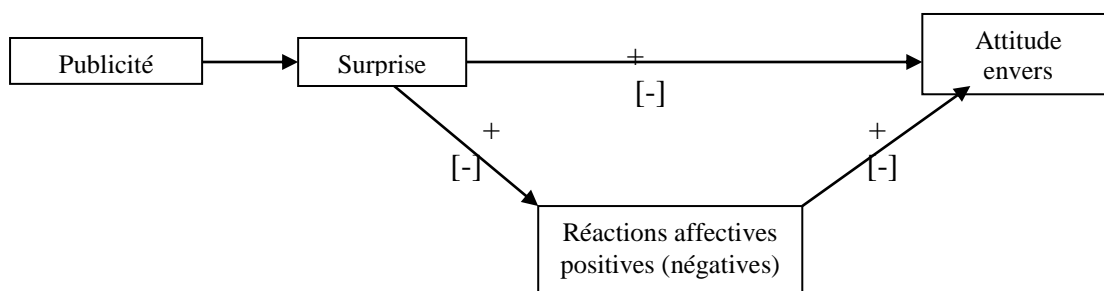 Publicité
Surprise
+
[-]
Attitude
envers
+
[-]
+
[-]
Réactions affectives
positives (négatives)